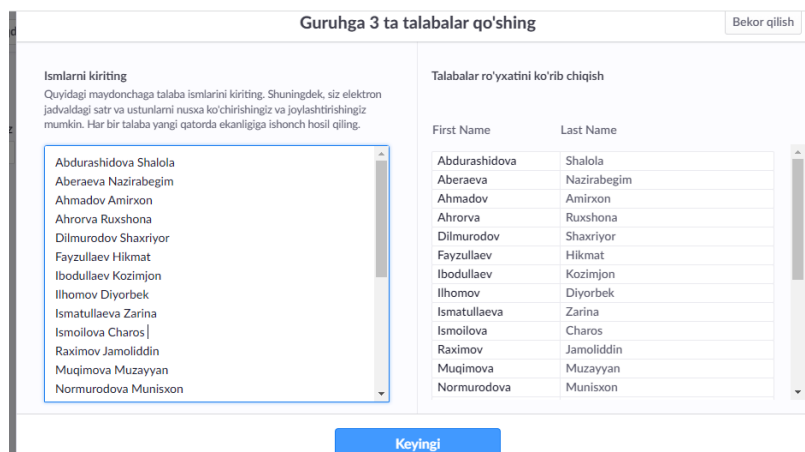 Guruhga 3 ta talabalar qo'shing
Bekor qilish
Ismlarni kiriting
Quyidagi maydonchaga talaba ismlarini kiriting. Shuningdek, siz elektron
jadvaldagi satr va ustunlarni nusxa ko'chirishingiz va joylashtirishingiz
mumkin. Har bir talaba yangi qatorda ekanligiga ishonch hosil qiling.
Abdurashidova Shalola
Aberaeva Nazirabegim
Ahmadov Amirxon
Ahrorva Ruxshona
Dilmurodov Shaxriyor
Fayzullaev Hikmat
Ibodullaev Kozimjon
Ilhomov Diyorbek
Ismatullaeva Zarina
Ismoilova Charos
Raximov Jamoliddin
Muqimova Muzayyan
Normurodova Munisxon
Talabalar ro'yxatini ko'rib chiqish
First Name Last Name
Abdurashidova Shalola
Aberaeva Nazirabegim
Ahmadov Amirxon
Ahrorva Ruxshona
Dilmurodov Shaxriyor
Fayzullaev Hikmat
Ibodullaev Kozimjon
Ilhomov Diyorbek
Ismatullaeva Zarina
Ismoilova Charos
Raximov Jamoliddin
Muqimova Muzayyan
Normurodova Munisxon
Keyingi